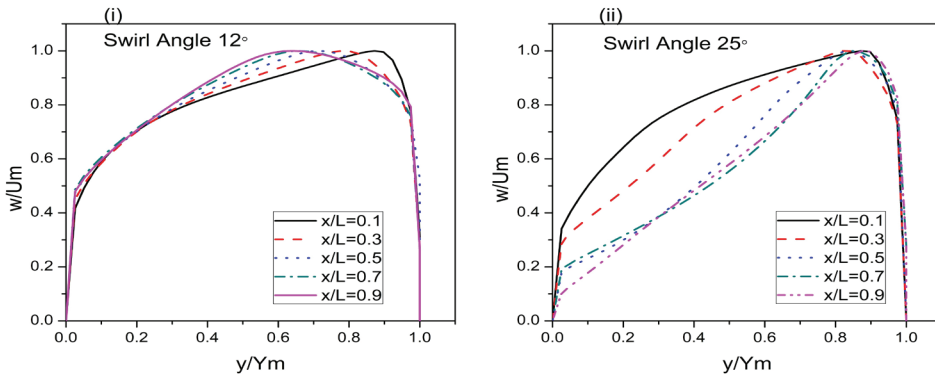 (i)
Swirl Angle 12°
w/Um
1.0
0.8
0.6
0.4
0.2
0.0
x/L=0.1
x/L=0.3
x/L=0.5
x/L=0.7
x/L=0.9
0.0 0.2 0.4 0.6 0.8 1.0
y/Ym
(ii)
Swirl Angle 25°
w/Um
1.0
0.8
0.6
0.4
0.2
0.0
x/L=0.1
x/L=0.3
x/L=0.5
x/L=0.7
x/L=0.9
0.0 0.2 0.4 0.6 0.8 1.0
y/Ym